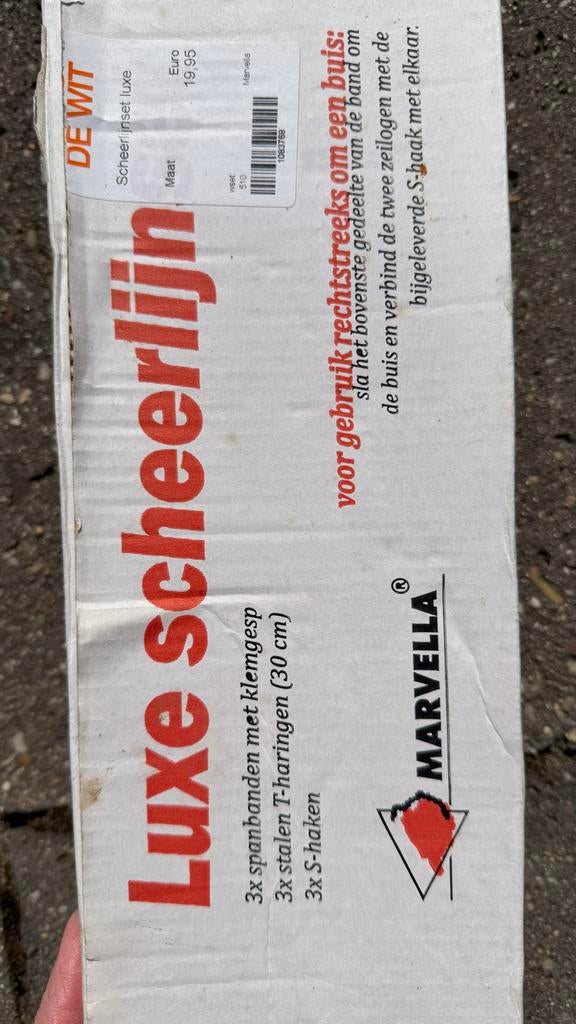 DE WIT
Scheerlijnset luxe
Maat
Euro
19,95
wset
510
Marvella
1083768
Luxe scheerlijn
3x spanbanden met klemgesp
3x stalen T-haringen (30 cm)
3x S-haken
voor gebruik rechtstreeks om een buis:
sla het bovenste gedeelte van de band om
de buis en verbind de twee zeilogen met de
bijgeleverde S-haak met elkaar.
MARVELLA®